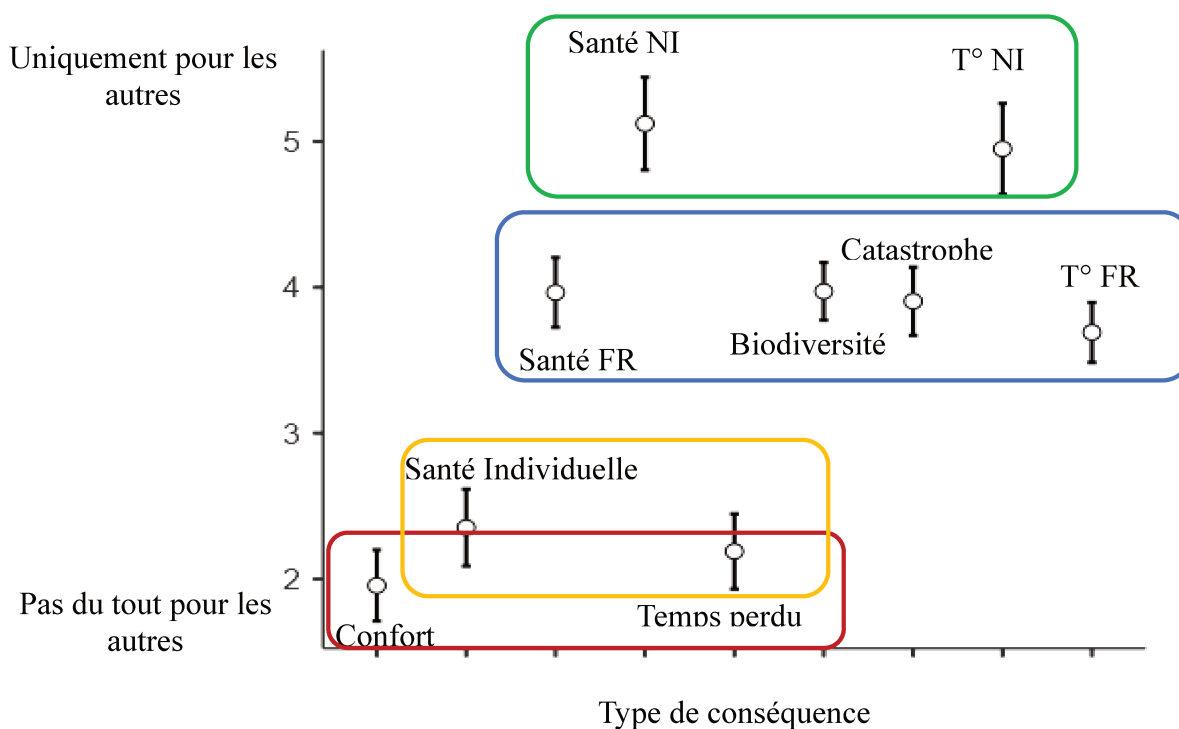 Santé NI
Uniquement pour les
autres
T° NI
5
Catastrophe
T° FR
4
Biodiversité
Santé FR
3
Santé Individuelle
2
Pas du tout pour les
autres
Temps perdu
Confort
Type de conséquence